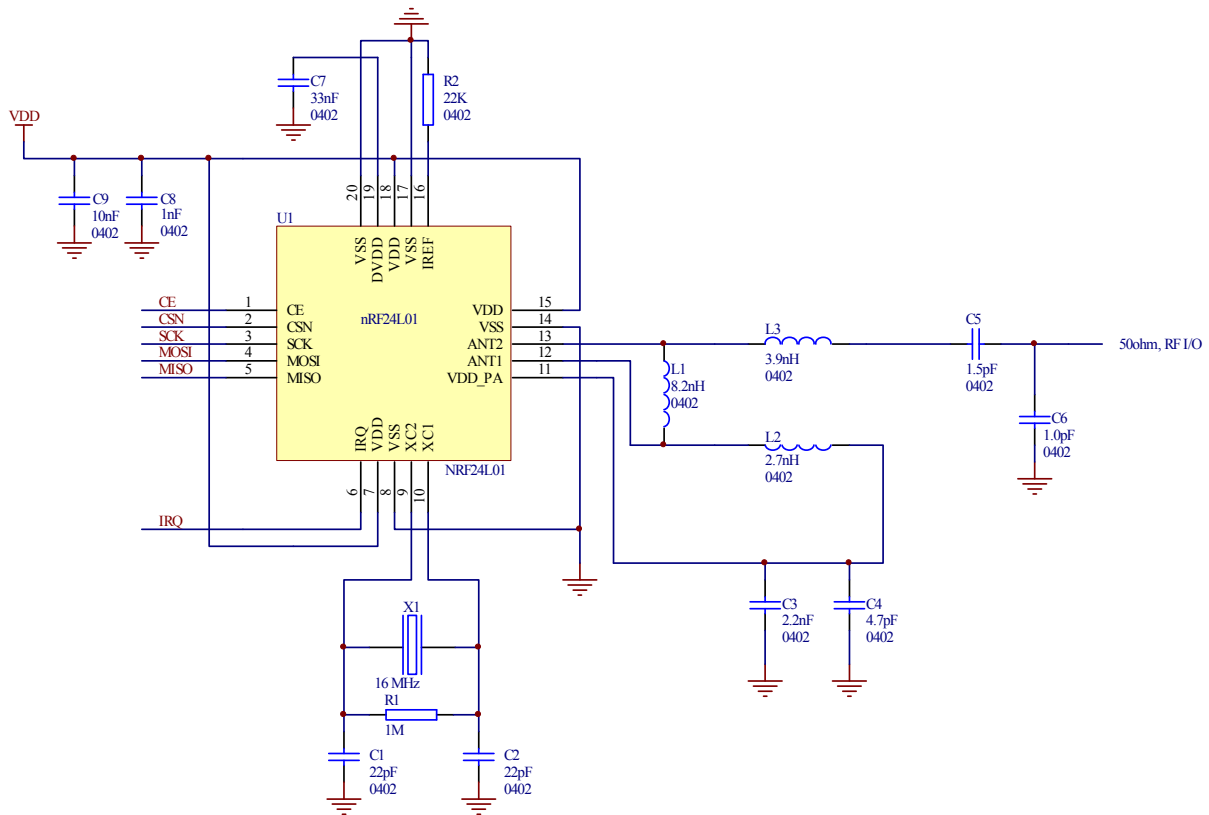 C7
33nF
0402
R2
22K
0402
VDD
C9
10nF
0402
C8
1nF
0402
20
19
18
17
16
U1
VSS
DVDD
VDD
VSS
IREF
nRF24L01
CE
1
CE
CSN
2
CSN
SCK
3
SCK
MOSI
4
MOSI
MISO
5
MISO
VDD
15
VSS
14
ANT2
13
ANT1
12
VDD_PA
11
L3
3.9nH
0402
C5
1.5pF
0402
50ohm, RF I/O
L1
8.2nH
0402
C6
1.0pF
0402
L2
2.7nH
0402
IRQ
VDD
VSS
XC2
XC1
NRF24L01
6
7
8
9
10
IRQ
C3
2.2nF
0402
C4
4.7pF
0402
X1
16 MHz
R1
1M
C1
22pF
0402
C2
22pF
0402